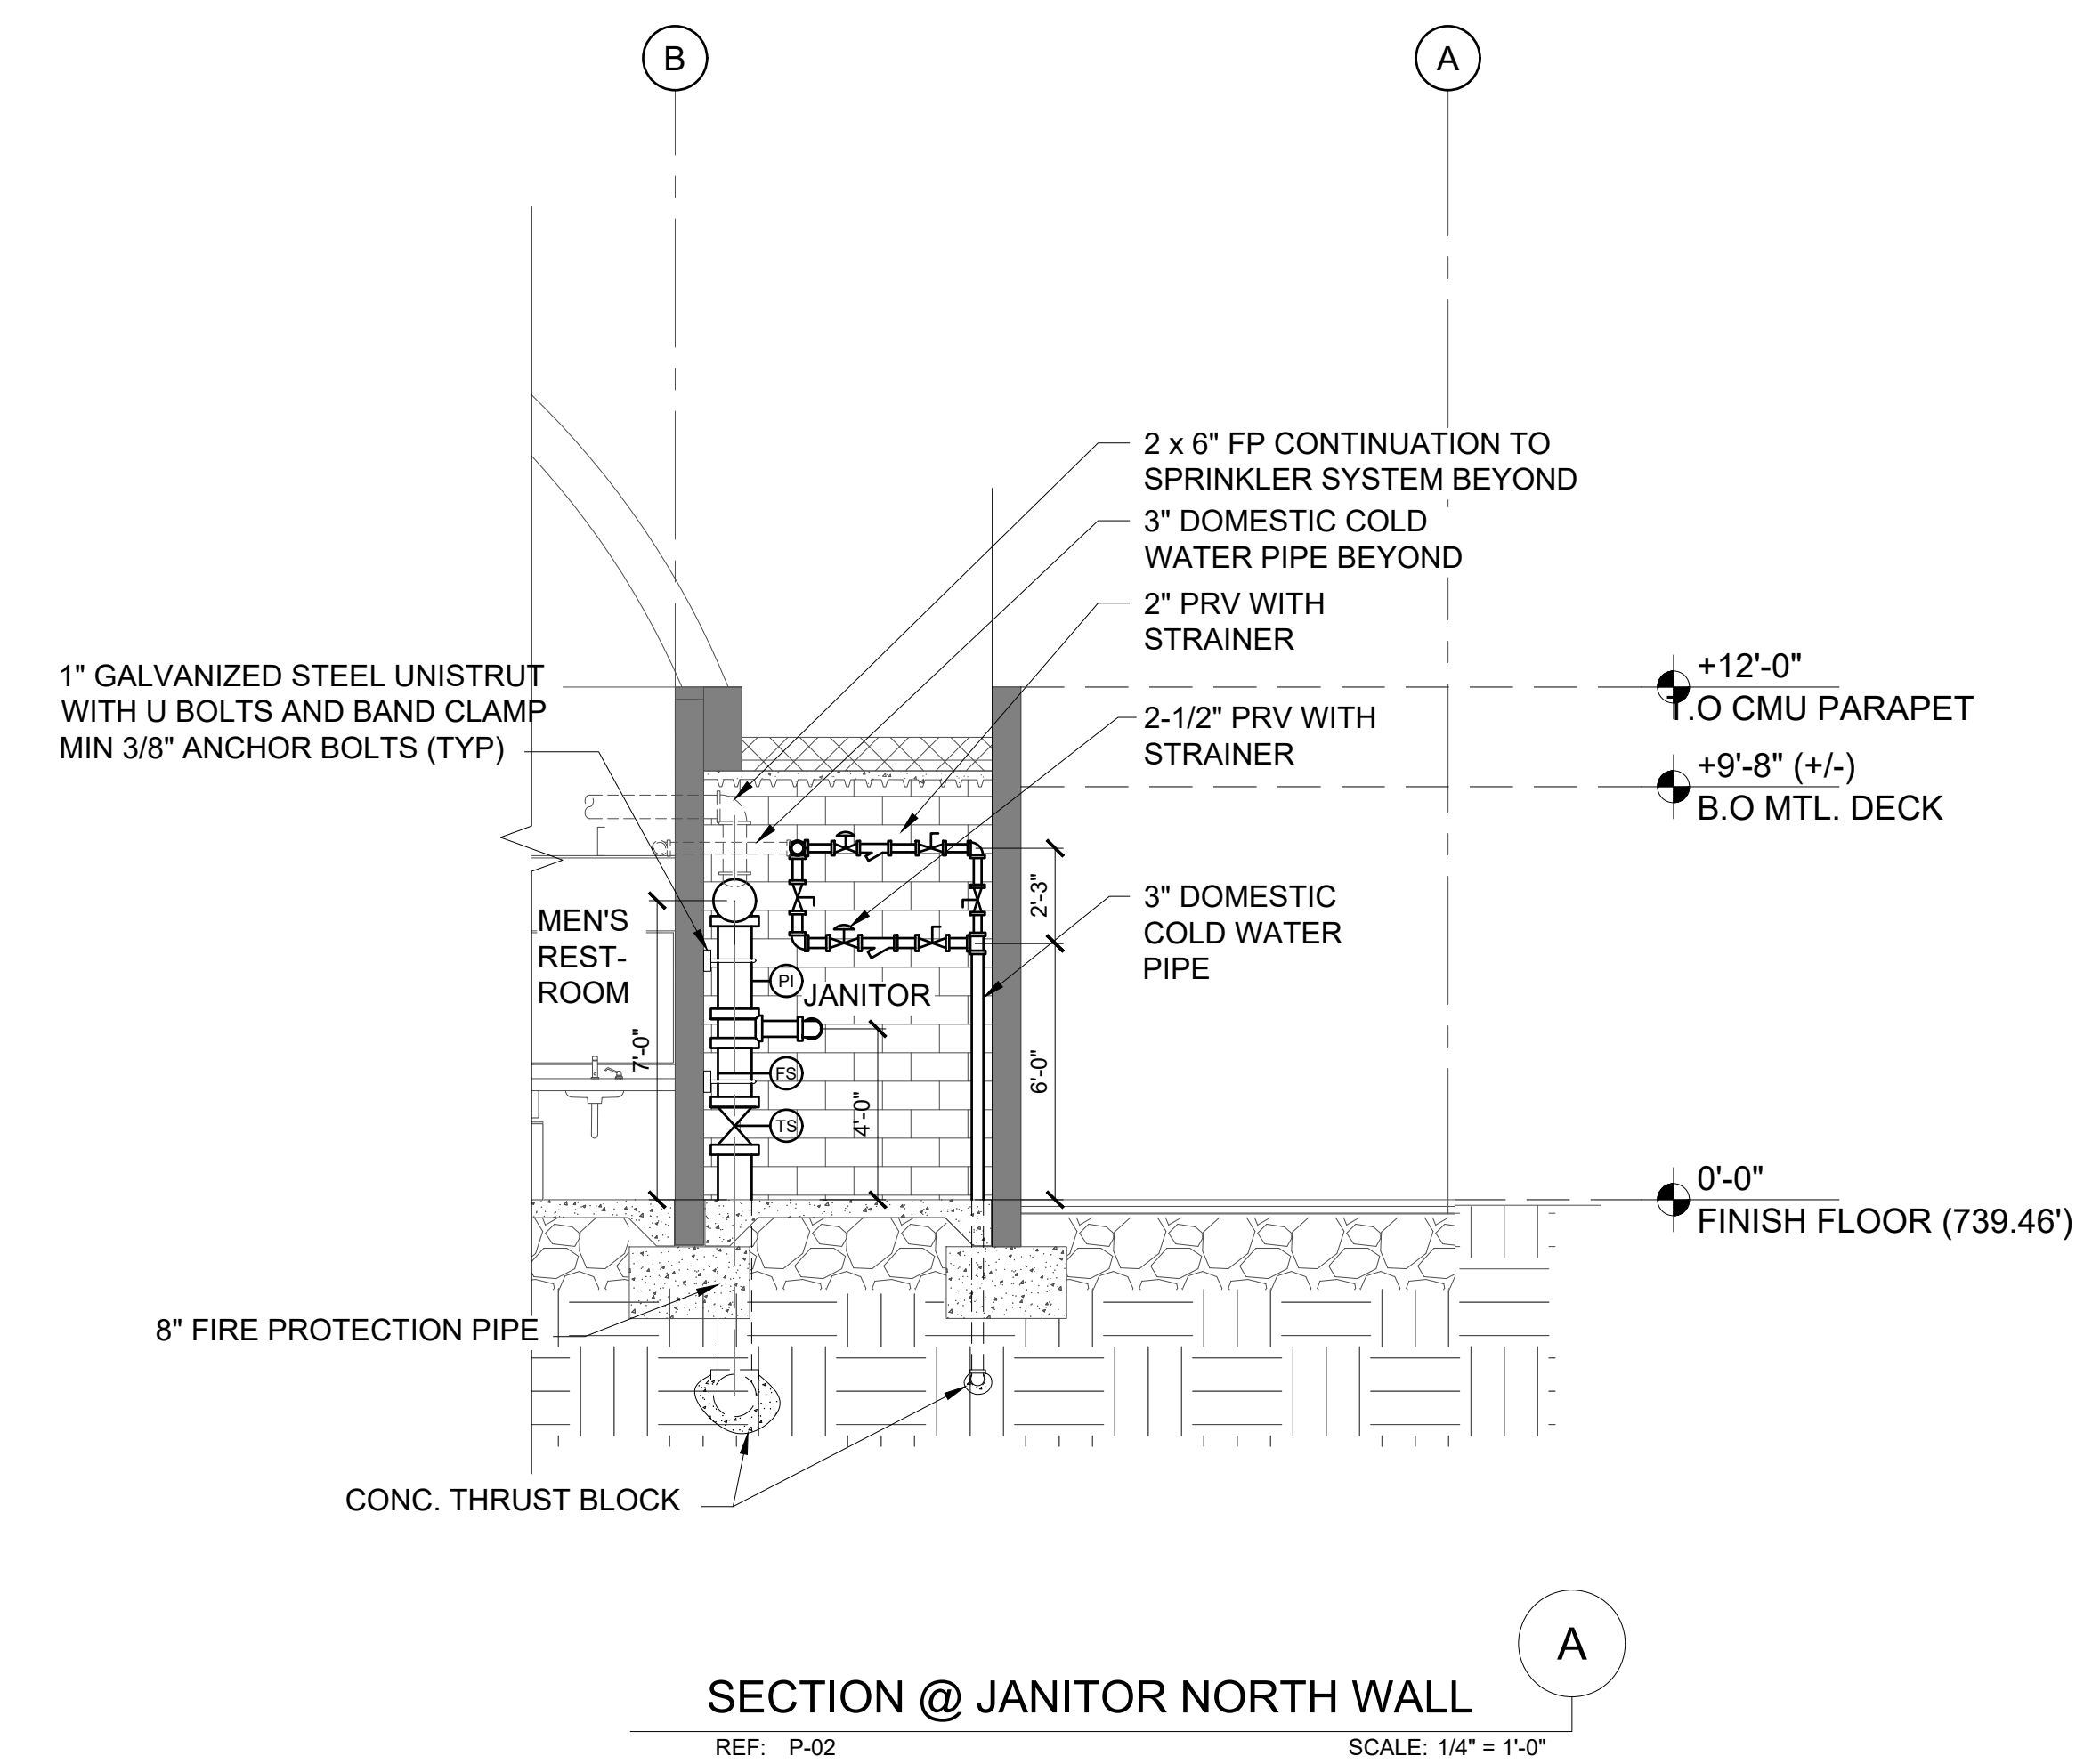 B
A
2 x 6" FP CONTINUATION TO
SPRINKLER SYSTEM BEYOND
3" DOMESTIC COLD
WATER PIPE BEYOND
2" PRV WITH
STRAINER
1" GALVANIZED STEEL UNISTRUT
WITH U BOLTS AND BAND CLAMP
MIN 3/8" ANCHOR BOLTS (TYP)
2-1/2" PRV WITH
STRAINER
+12'-0"
T.O CMU PARAPET
+9'-8" (+/-)
B.O MTL. DECK
MEN'S
REST-
ROOM
7'-0"
PI
JANITOR
FS
TS
4'-0"
2'-3"
6'-0"
3" DOMESTIC
COLD WATER
PIPE
0'-0"
FINISH FLOOR (739.46')
8" FIRE PROTECTION PIPE
CONC. THRUST BLOCK
A
SECTION @ JANITOR NORTH WALL
REF: P-02
SCALE: 1/4" = 1'-0"